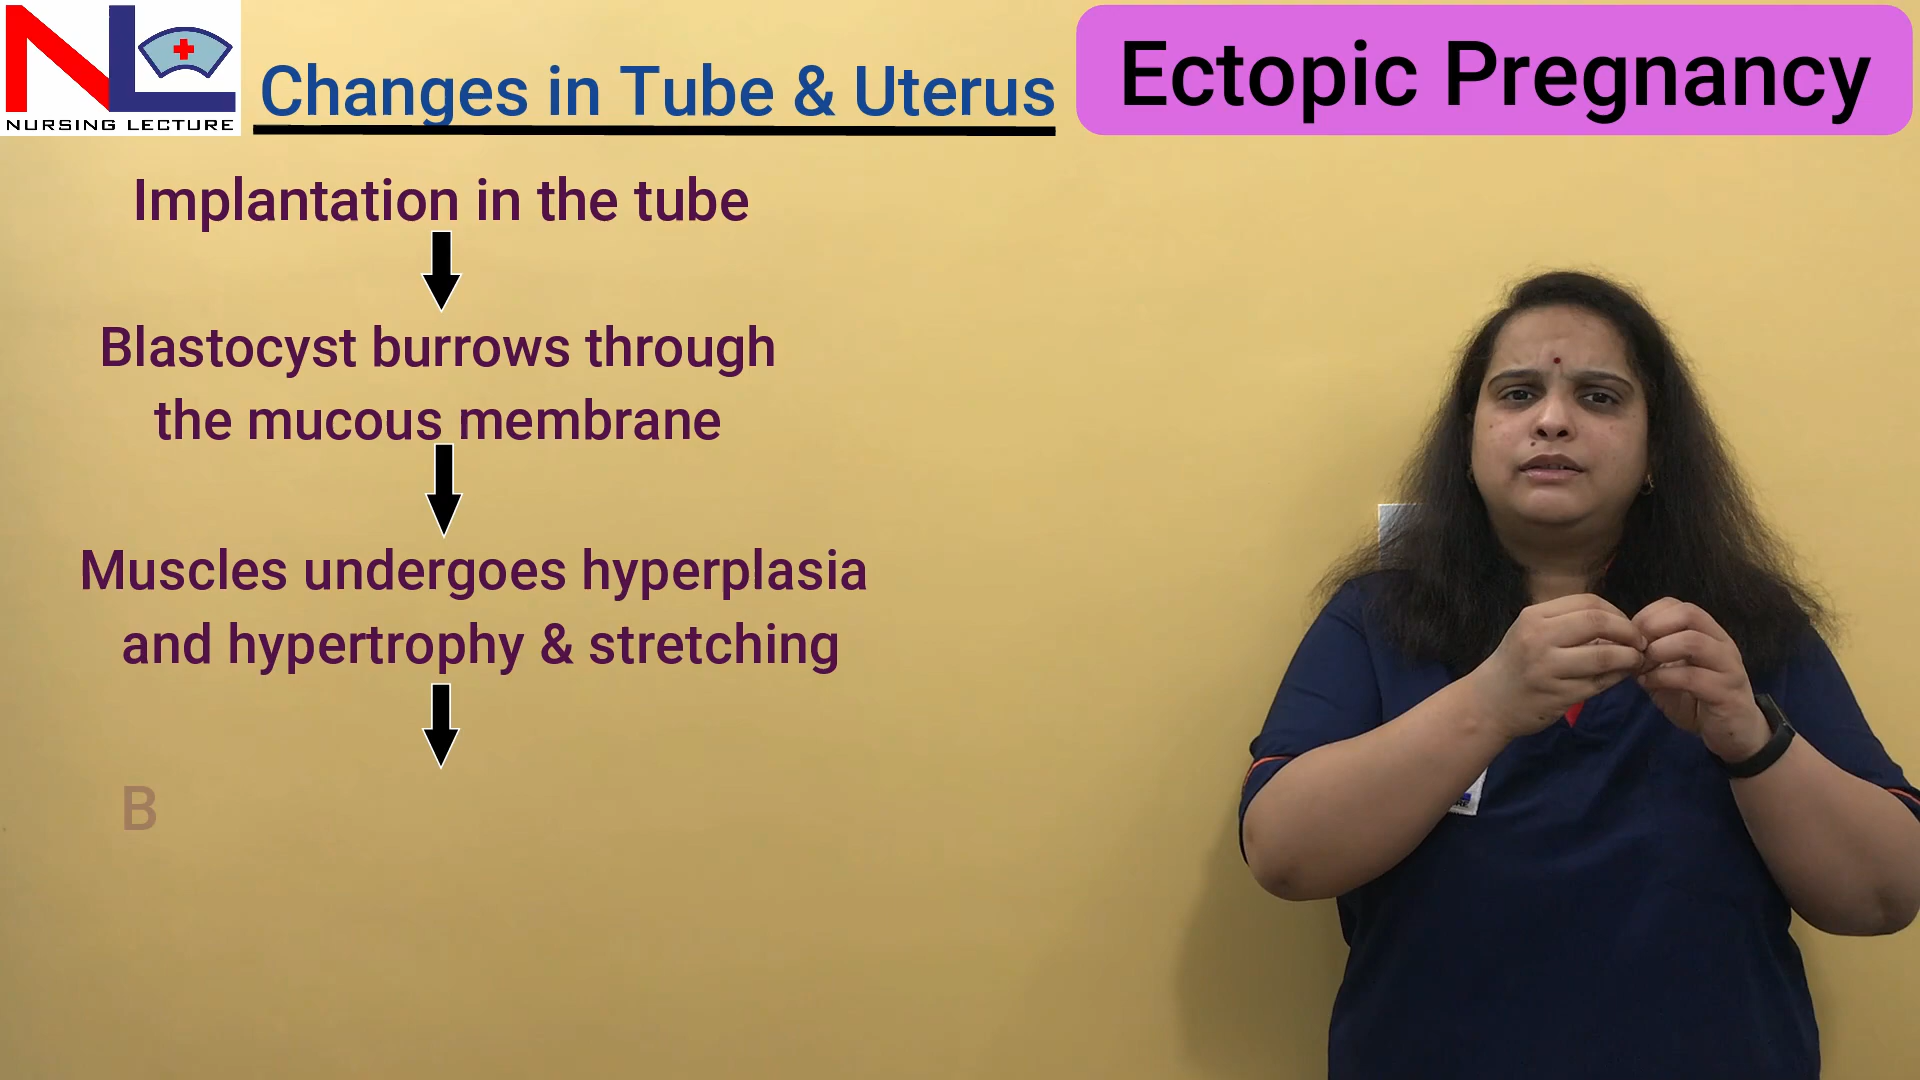 NURSING LECTURE
Changes in Tube & Uterus
Ectopic Pregnancy
Implantation in the tube
Blastocyst burrows through
the mucous membrane
Muscles undergoes hyperplasia
and hypertrophy & stretching
B